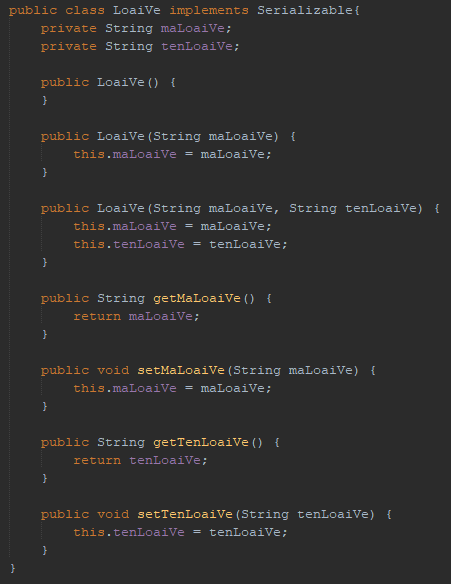 public class LoaiVe implements Serializable{
    private String maLoaiVe;
    private String tenLoaiVe;

    public LoaiVe() {
    }

    public LoaiVe(String maLoaiVe) {
        this.maLoaiVe = maLoaiVe;
    }

    public LoaiVe(String maLoaiVe, String tenLoaiVe) {
        this.maLoaiVe = maLoaiVe;
        this.tenLoaiVe = tenLoaiVe;
    }

    public String getMaLoaiVe() {
        return maLoaiVe;
    }

    public void setMaLoaiVe(String maLoaiVe) {
        this.maLoaiVe = maLoaiVe;
    }

    public String getTenLoaiVe() {
        return tenLoaiVe;
    }

    public void setTenLoaiVe(String tenLoaiVe) {
        this.tenLoaiVe = tenLoaiVe;
    }
}